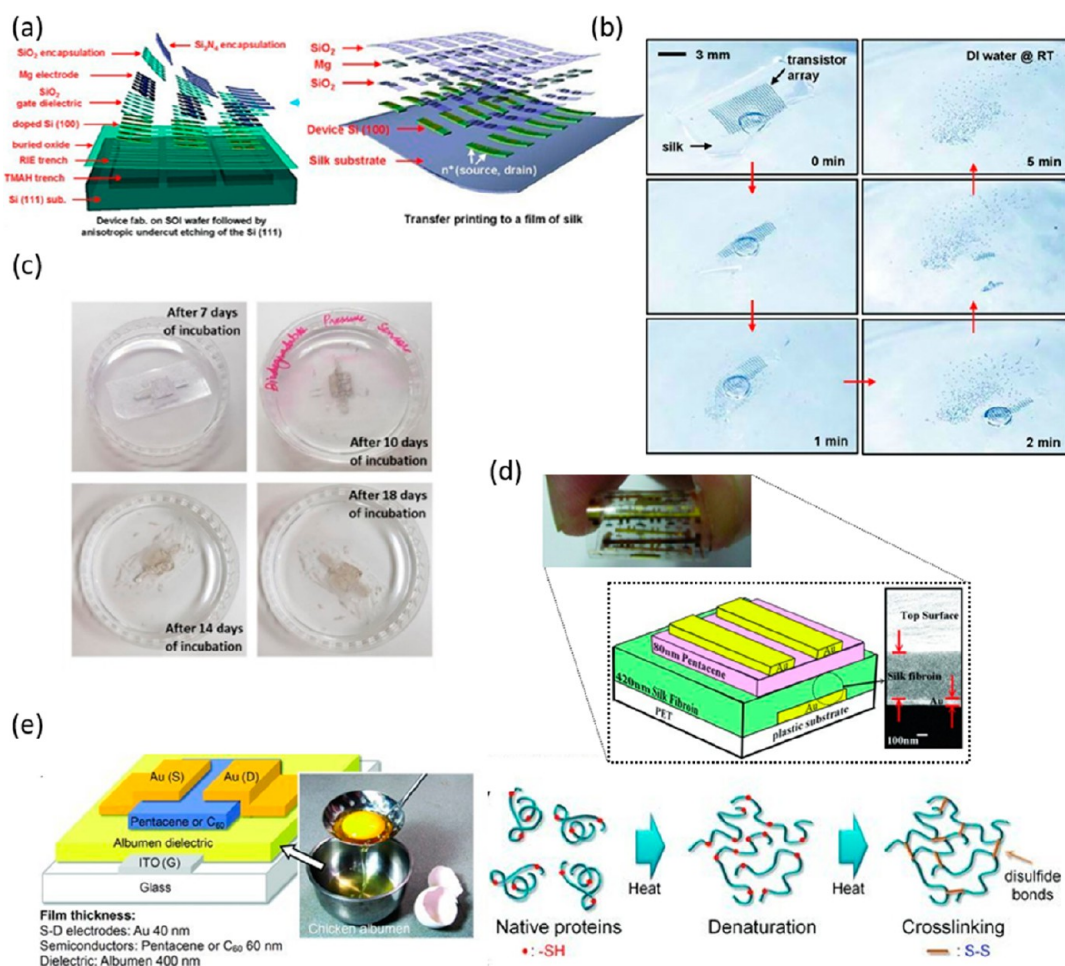 (a)
SiO₂ encapsulation
Si₃N₄ encapsulation
Mg electrode
SiO₂
gate dielectric
doped Si (100)
buried oxide
RIE trench
TMAH trench
Si (111) sub.
Device fab. on SOI wafer followed by
anisotropic undercut etching of the Si (111)
SiO₂
Mg
SiO₂
Device Si (100)
Silk substrate
n⁺ (source, drain)
Transfer printing to a film of silk
(b)
3 mm
transistor
array
silk
0 min
DI water @ RT
5 min
1 min
2 min
(c)
After 7 days
of incubation
Biodegradable Pressure Sensor
After 10 days
of incubation
After 14 days
of incubation
After 18 days
of incubation
(d)
Au
Au
80nm Pentacene
420nm Silk Fibroin
Au
PET
plastic substrate
Top Surface
Silk fibroin
Au
100nm
(e)
Au (S)
Au (D)
Pentacene or C₆₀
Albumen dielectric
ITO (G)
Glass
Film thickness:
S-D electrodes: Au 40 nm
Semiconductors: Pentacene or C₆₀ 60 nm
Dielectric: Albumen 400 nm
Chicken albumen
Heat
Heat
disulfide
bonds
Native proteins
Denaturation
Crosslinking
:-SH
: S-S